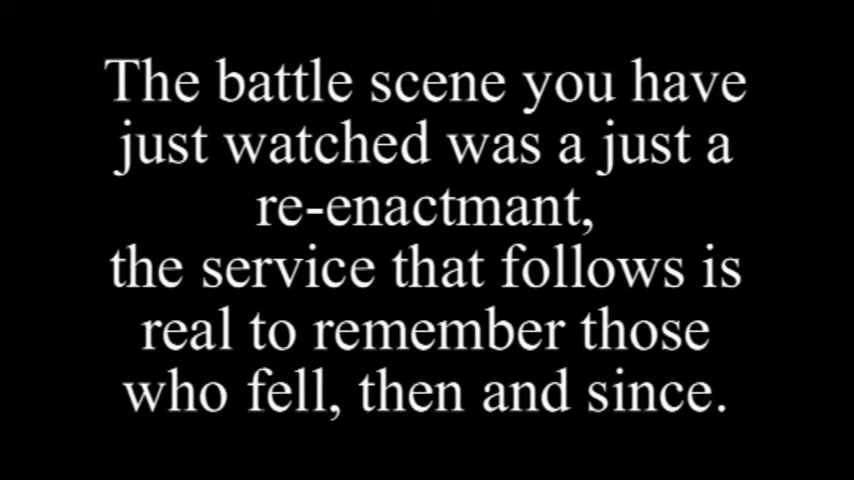 The battle scene you have
just watched was a just a
re-enactmant,
the service that follows is
real to remember those
who fell, then and since.